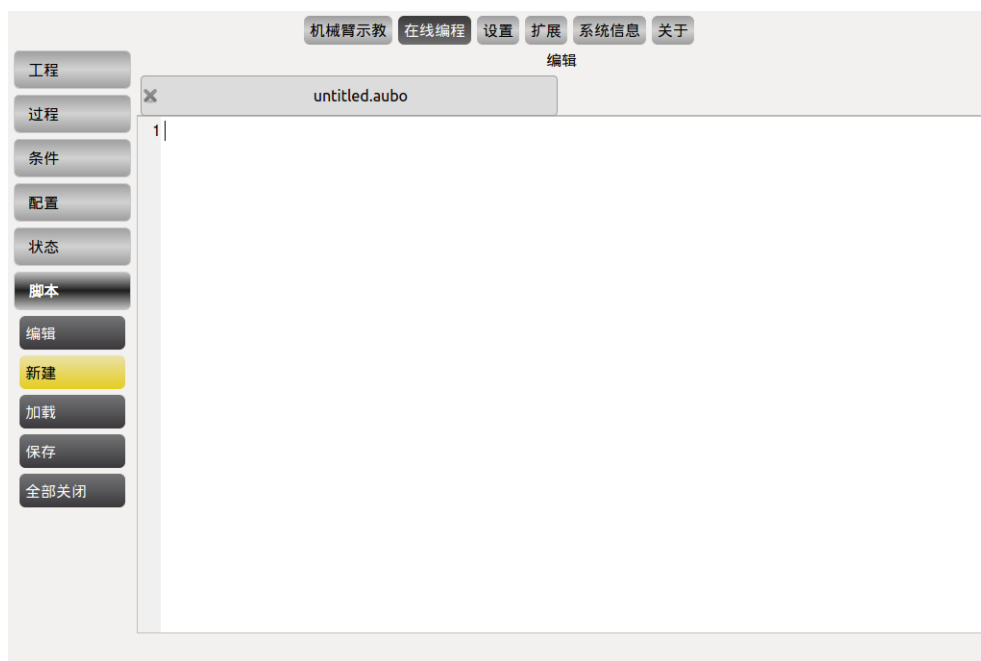 机械臂示教 在线编程 设置 扩展 系统信息 关于
编辑
工程
过程
条件
配置
状态
脚本
编辑
新建
加载
保存
全部关闭
untitled.aubo
1